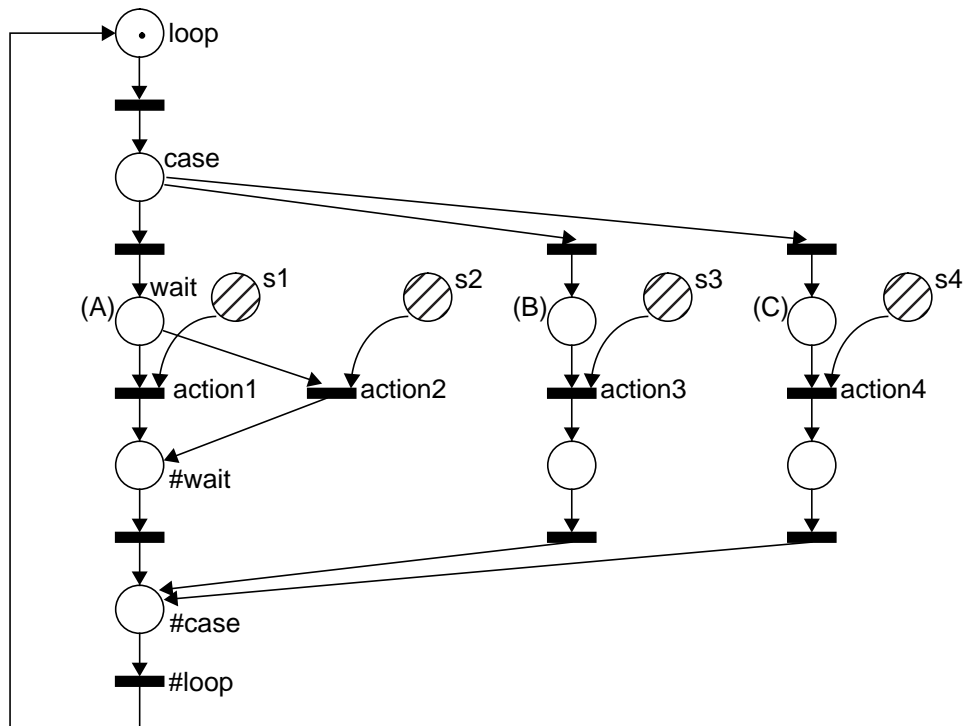 loop
case
wait
s1
s2
s3
s4
(A)
(B)
(C)
action1
action2
action3
action4
#wait
#case
#loop